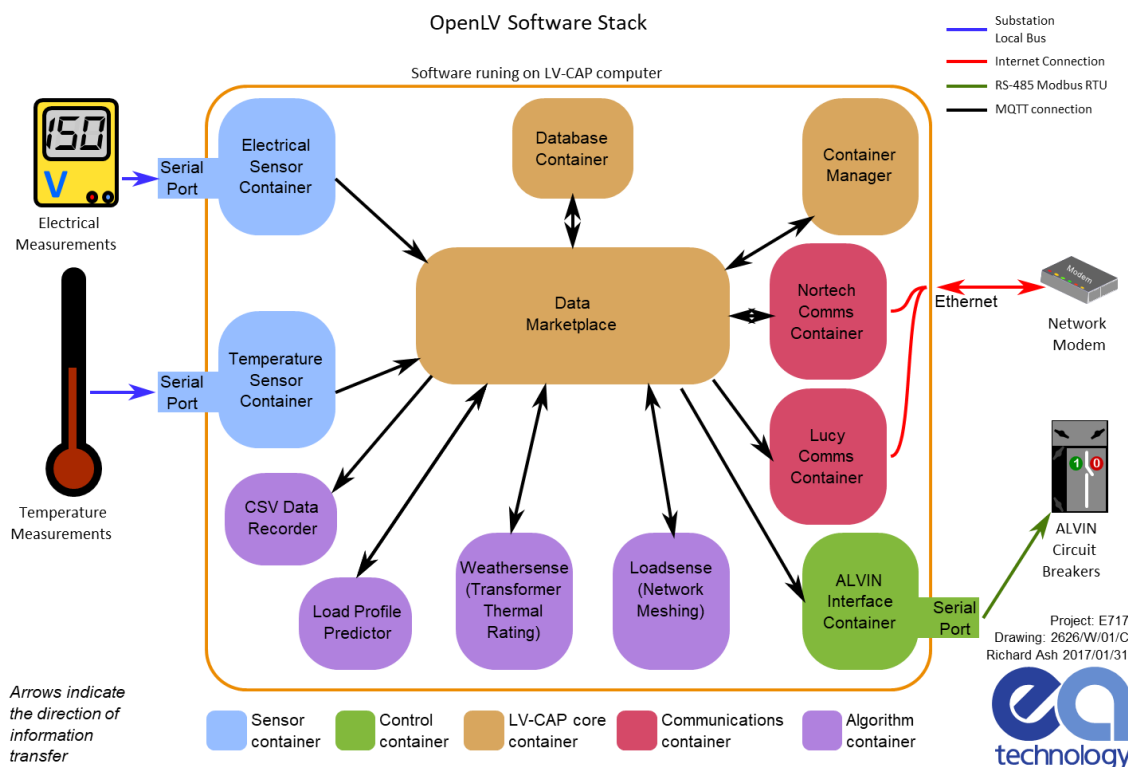 OpenLV Software Stack
Substation
Local Bus
Internet Connection
RS-485 Modbus RTU
MQTT connection
Software runing on LV-CAP computer
150
V
Electrical
Measurements
Serial
Port
Electrical
Sensor
Container
Database
Container
Container
Manager
Data
Marketplace
Nortech
Comms
Container
Ethernet
Modem
Network
Modem
Temperature
Measurements
Serial
Port
Temperature
Sensor
Container
Lucy
Comms
Container
1
0
ALVIN
Circuit
Breakers
CSV Data
Recorder
Load Profile
Predictor
Weathersense
(Transformer
Thermal
Rating)
Loadsense
(Network
Meshing)
ALVIN
Interface
Container
Serial
Port
Project: E717
Drawing: 2626/W/01/C
Richard Ash 2017/01/31
Arrows indicate
the direction of
information
transfer
Sensor
container
Control
container
LV-CAP core
container
Communications
container
Algorithm
container
ea
technology